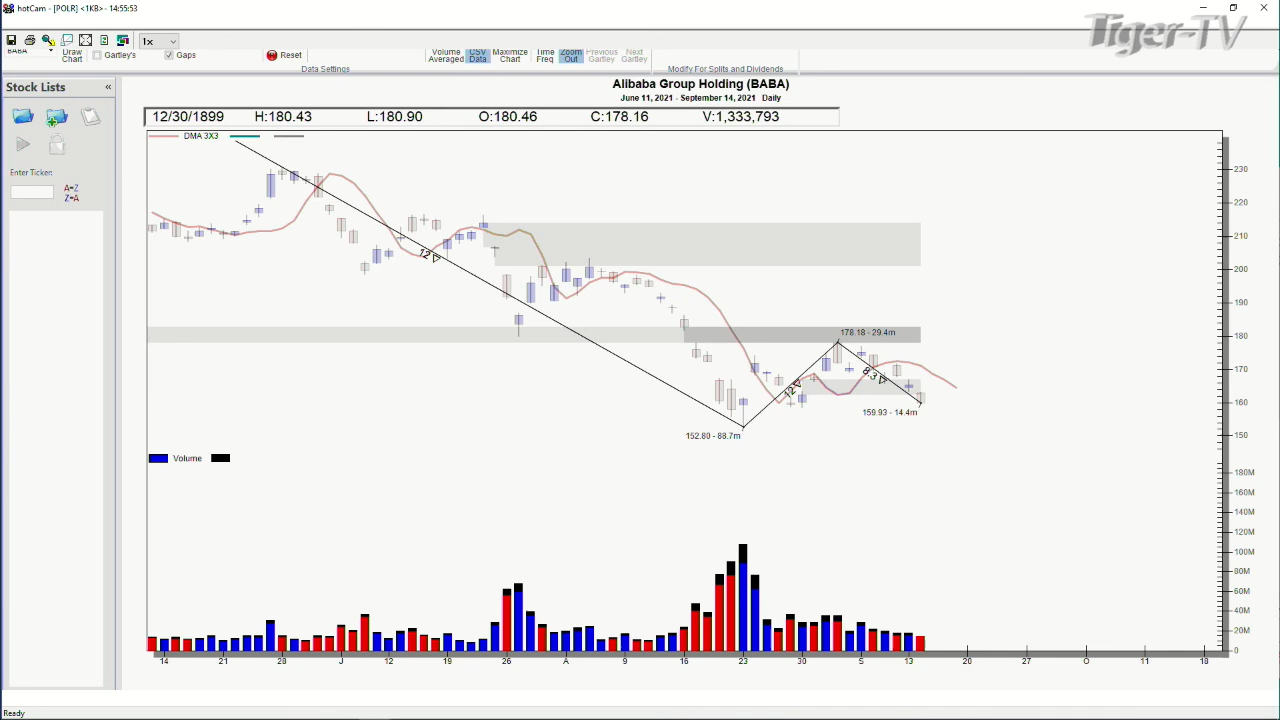 hotCam - [POLR] <1KB> - 14:55:53
Tiger-TV
1x
BABA
Draw Chart
Gartley's
Gaps
Reset
Data Settings
Volume Averaged
CSV Data
Maximize Chart
Time Freq
Zoom Out
Previous Gartley
Next Gartley
Modify For Splits and Dividends
Stock Lists «
Enter Ticker:
A=Z
Z=A
Alibaba Group Holding (BABA)
June 11, 2021 - September 14, 2021 Daily
12/30/1899 H:180.43 L:180.90 O:180.46 C:178.16 V:1,333,793
DMA 3X3
230
220
210
200
190
180
170
160
150
12
178.18 - 29.4m
12
8.3
159.93 - 14.4m
152.80 - 88.7m
Volume
180M
160M
140M
120M
100M
80M
60M
40M
20M
0
14 21 28 J 12 19 26 A 9 16 23 30 S 13 20 27 O 11 18
Ready